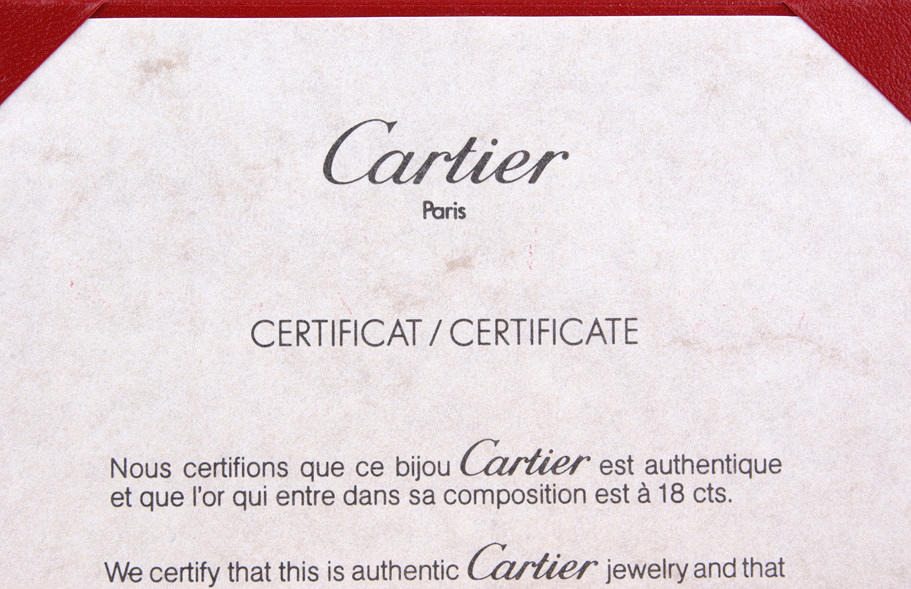 Cartier
Paris
CERTIFICAT / CERTIFICATE
Nous certifions que ce bijou Cartier est authentique
et que l'or qui entre dans sa composition est à 18 cts.
We certify that this is authentic Cartier jewelry and that